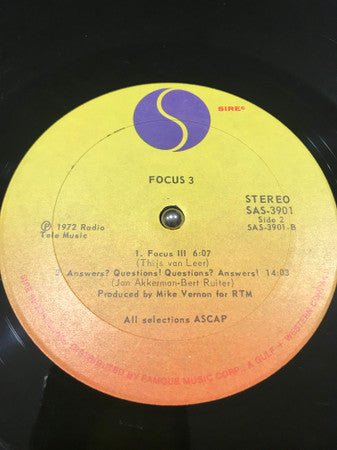 SIRE®
FOCUS 3
STEREO
SAS-3901
Side 2
SAS-3901-B
℗ 1972 Radio
Tele Music
1. Focus III 6:07
(Thijs van Leer)
2. Answers? Questions! Questions? Answers! 14:03
(Jan Akkerman-Bert Ruiter)
Produced by Mike Vernon for RTM
All selections ASCAP
DISTRIBUTED BY FAMOUS MUSIC CORP., A GULF + WESTERN